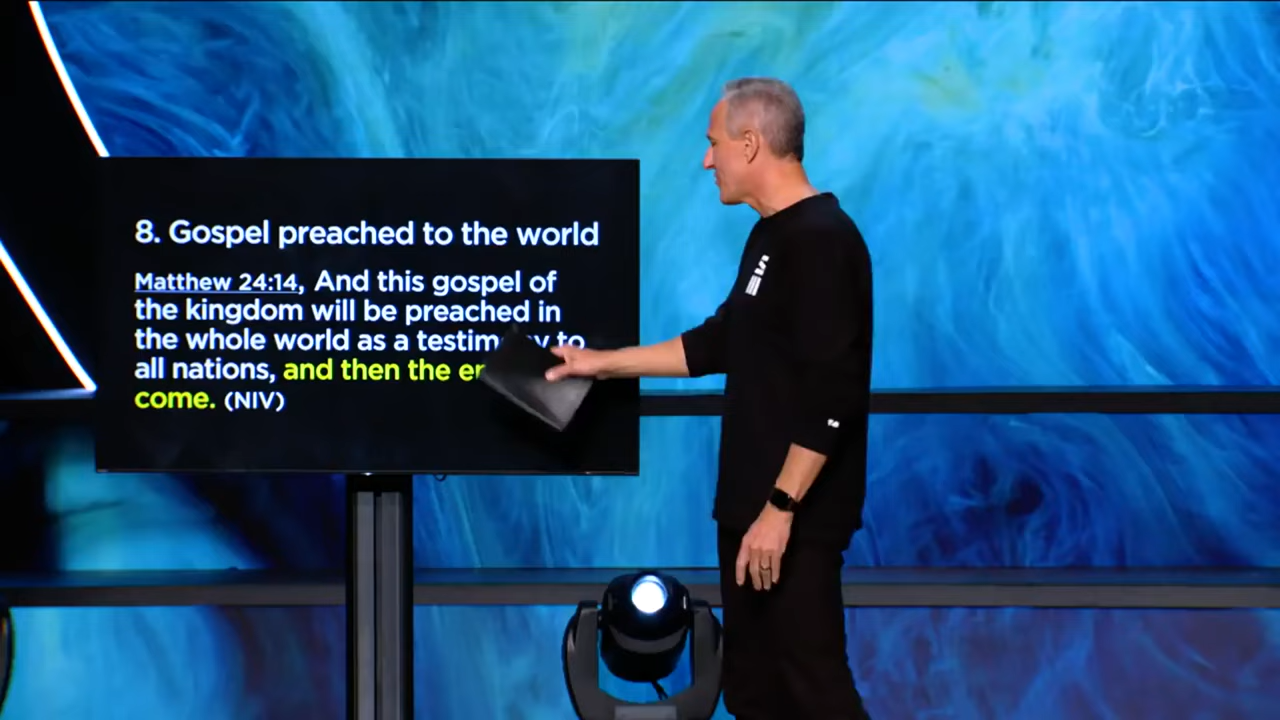 8. Gospel preached to the world
Matthew 24:14, And this gospel of
the kingdom will be preached in
the whole world as a to
all nations, and then the
come. (NIV)